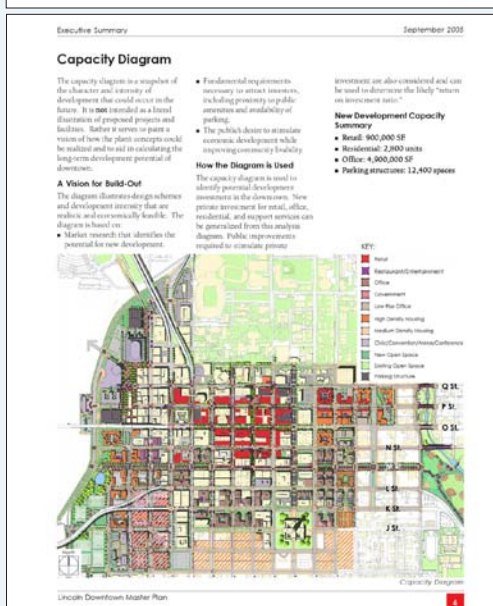 Executive Summary
September 2005
Capacity Diagram
The capacity diagram is a snapshot of
the character and intensity of
development that could occur in the
future. It is not intended as a literal
illustration of proposed projects and
facilities. Rather it serves to paint a
vision of how the plan's concepts could
be realized and to aid in calculating the
long-term development potential of
downtown.
A Vision for Build-Out
The diagram illustrates design schemes
and development intensity that are
realistic and economically feasible. The
diagram is based on:
• Market research that identifies the
potential for new development.
• Fundamental requirements
necessary to attract investors,
including proximity to public
amenities and availability of
parking.
• The public's desire to stimulate
economic development while
improving community livability
How the Diagram is Used
The capacity diagram is used to
identify potential development
investment in the downtown. New
private investment for retail, office,
residential, and support services can
be generalized from this analysis
diagram. Public improvements
required to stimulate private
investment are also considered and can
be used to determine the likely "return
on investment ratio."
New Development Capacity
Summary
• Retail: 900,000 SF
• Residential: 2,800 units
• Office: 4,900,000 SF
• Parking structures: 12,400 spaces
KEY:
Retail
Restaurant/Entertainment
Office
Government
Low Rise Office
High Density Housing
Medium Density Housing
Civic/Convention/Arena/Conference
New Open Space
Existing Open Space
Parking Structure
Q St.
P St.
O St.
N St.
L St.
K St.
J St.
North
Capacity Diagram
Lincoln Downtown Master Plan
6